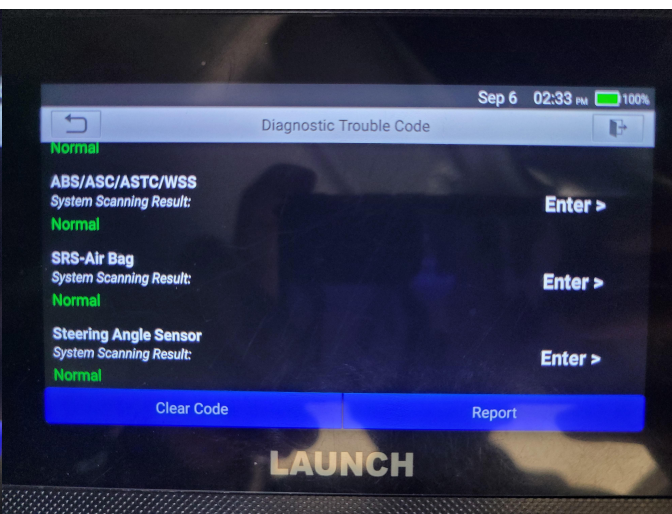 Sep 6 02:33 PM 100%
Diagnostic Trouble Code
Normal
ABS/ASC/ASTC/WSS
System Scanning Result:
Enter >
Normal
SRS-Air Bag
System Scanning Result:
Enter >
Normal
Steering Angle Sensor
System Scanning Result:
Enter >
Normal
Clear Code Report
LAUNCH